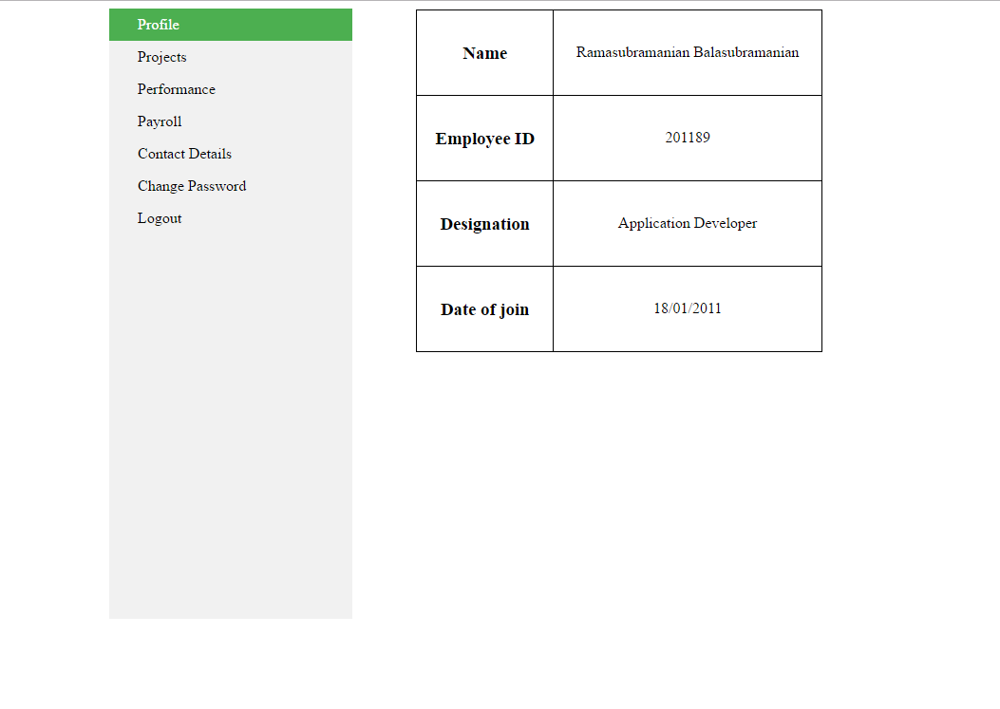 Profile
Projects
Performance
Payroll
Contact Details
Change Password
Logout
Name Ramasubramanian Balasubramanian
Employee ID 201189
Designation Application Developer
Date of join 18/01/2011